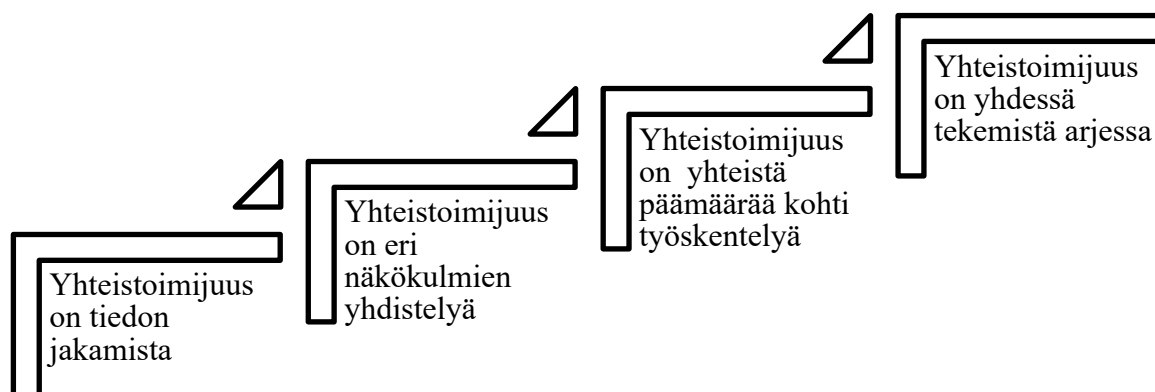 Yhteistoimijuus
on tiedon
jakamista
Yhteistoimijuus
on eri
näkökulmien
yhdistelyä
Yhteistoimijuus
on  yhteistä
päämäärää kohti
työskentelyä
Yhteistoimijuus
on yhdessä
tekemistä arjessa